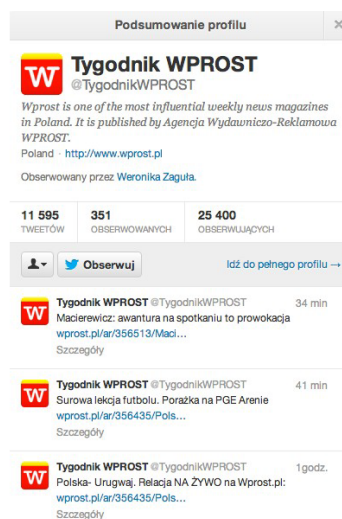 Podsumowanie profilu
×
W
Tygodnik WPROST
@TygodnikWPROST
Wprost is one of the most influential weekly news magazines
in Poland. It is published by Agencja Wydawniczo-Reklamowa
WPROST.
Poland · http://www.wprost.pl
Obserwowany przez Weronika Zaguła.
11 595 351 25 400
TWEETÓW OBSERWOWANYCH OBSERWUJĄCYCH
Obserwuj Idź do pełnego profilu →
W
Tygodnik WPROST @TygodnikWPROST 34 min
Macierewicz: awantura na spotkaniu to prowokacja
wprost.pl/ar/356513/Maci...
Szczegóły
W
Tygodnik WPROST @TygodnikWPROST 41 min
Surowa lekcja futbolu. Porażka na PGE Arenie
wprost.pl/ar/356435/Pols...
Szczegóły
W
Tygodnik WPROST @TygodnikWPROST 1godz.
Polska- Urugwaj. Relacja NA ŻYWO na Wprost.pl:
wprost.pl/ar/356435/Pols...
Szczegóły